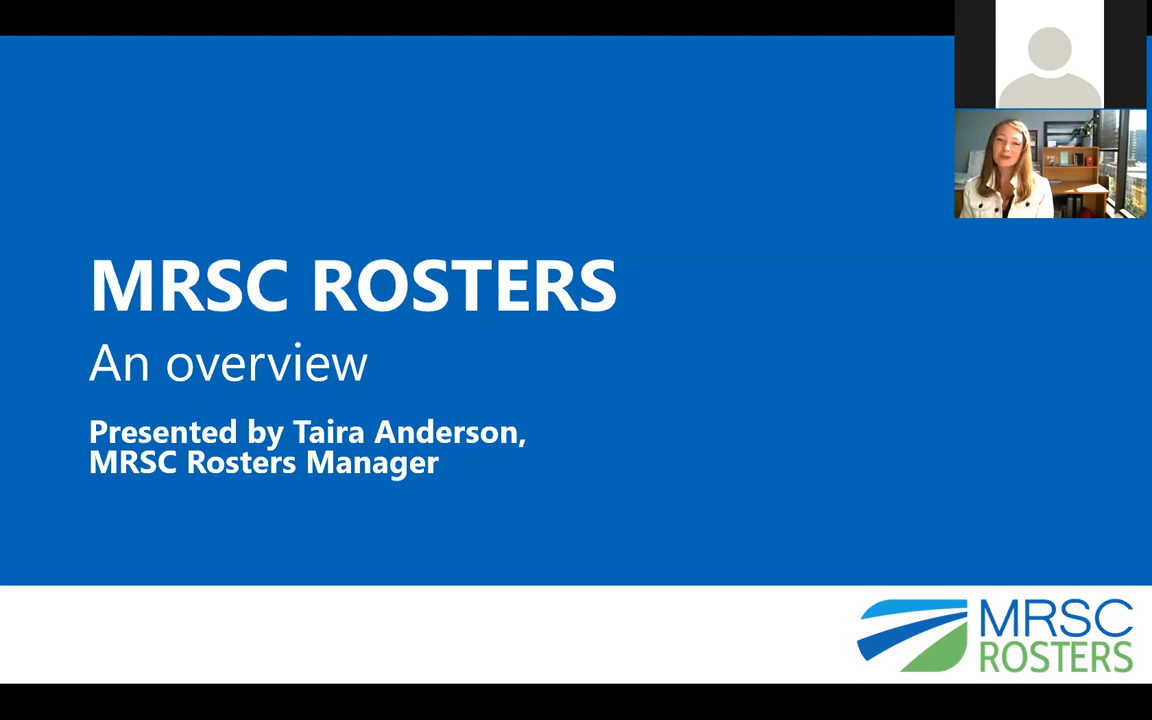 MRSC ROSTERS
An overview
Presented by Taira Anderson,
MRSC Rosters Manager
MRSC
ROSTERS